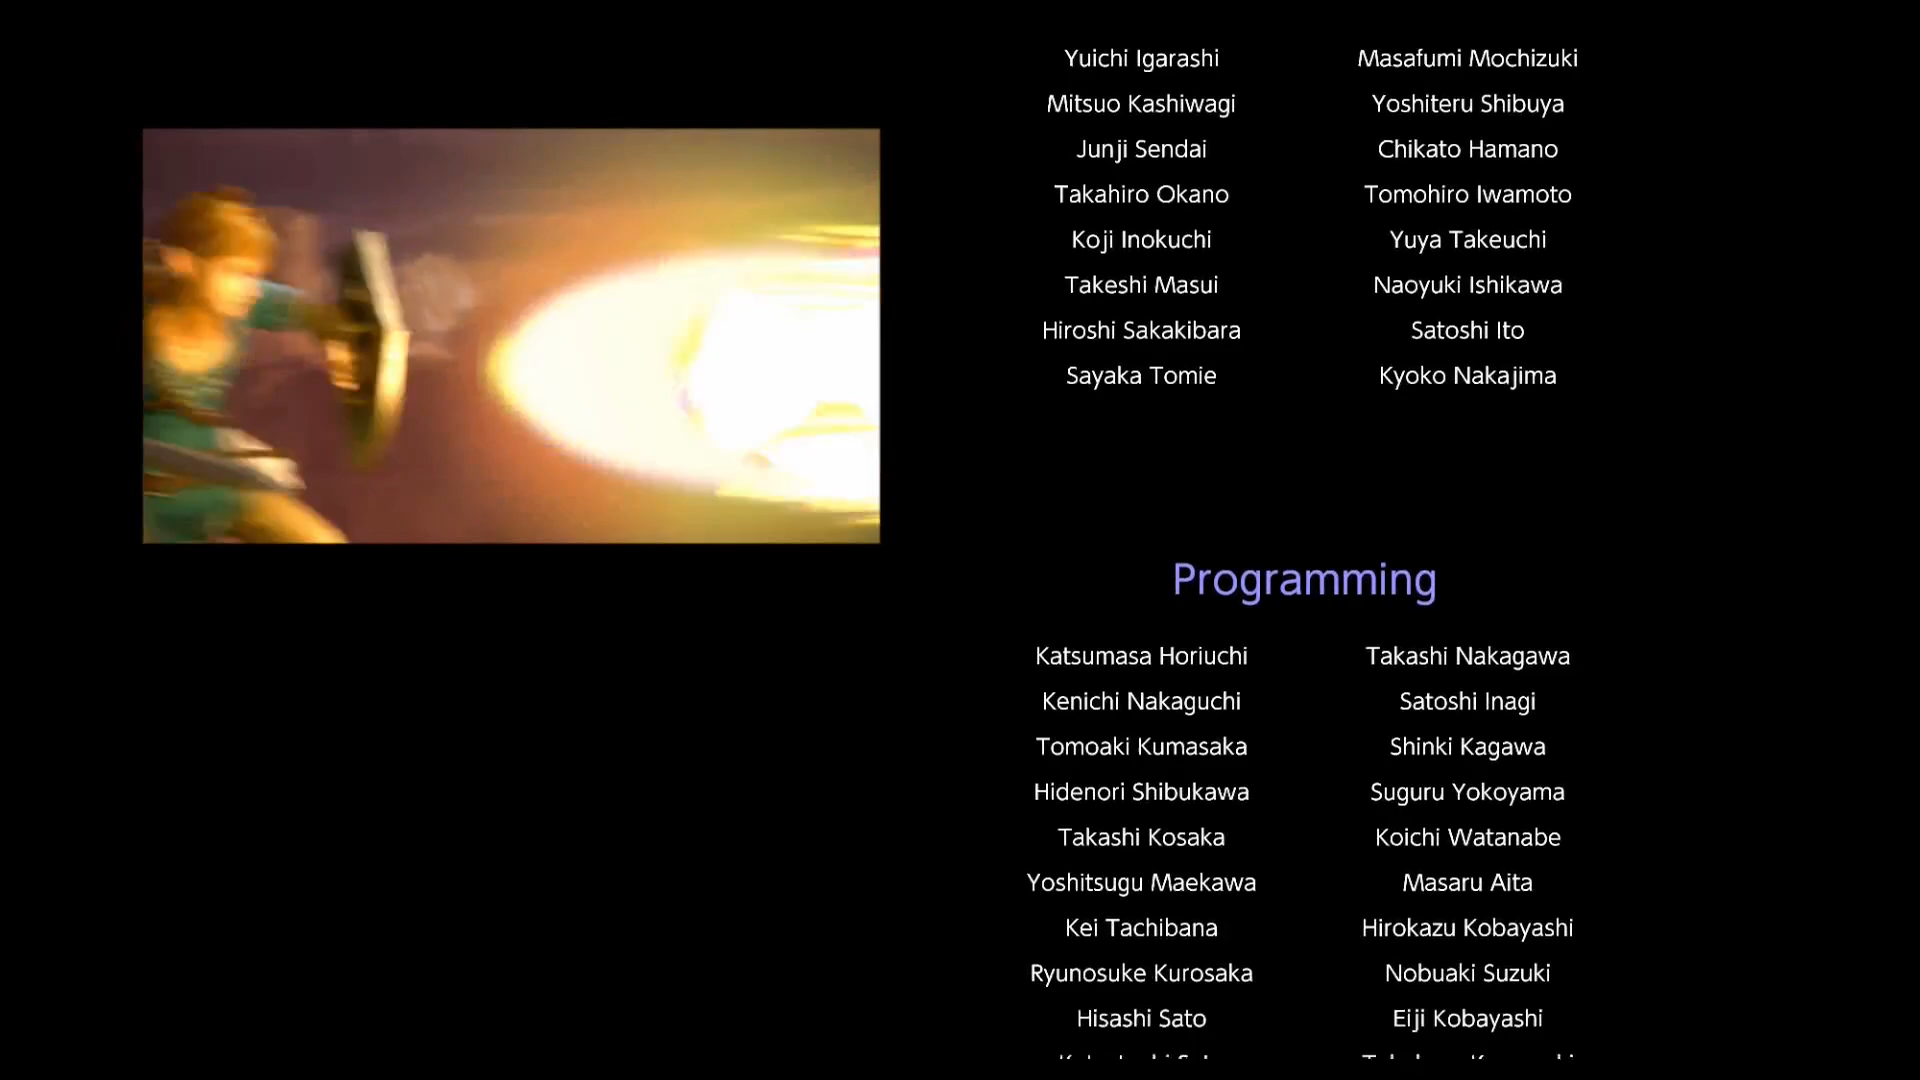 Yuichi Igarashi Masafumi Mochizuki
Mitsuo Kashiwagi Yoshiteru Shibuya
Junji Sendai Chikato Hamano
Takahiro Okano Tomohiro Iwamoto
Koji Inokuchi Yuya Takeuchi
Takeshi Masui Naoyuki Ishikawa
Hiroshi Sakakibara Satoshi Ito
Sayaka Tomie Kyoko Nakajima
Programming
Katsumasa Horiuchi Takashi Nakagawa
Kenichi Nakaguchi Satoshi Inagi
Tomoaki Kumasaka Shinki Kagawa
Hidenori Shibukawa Suguru Yokoyama
Takashi Kosaka Koichi Watanabe
Yoshitsugu Maekawa Masaru Aita
Kei Tachibana Hirokazu Kobayashi
Ryunosuke Kurosaka Nobuaki Suzuki
Hisashi Sato Eiji Kobayashi